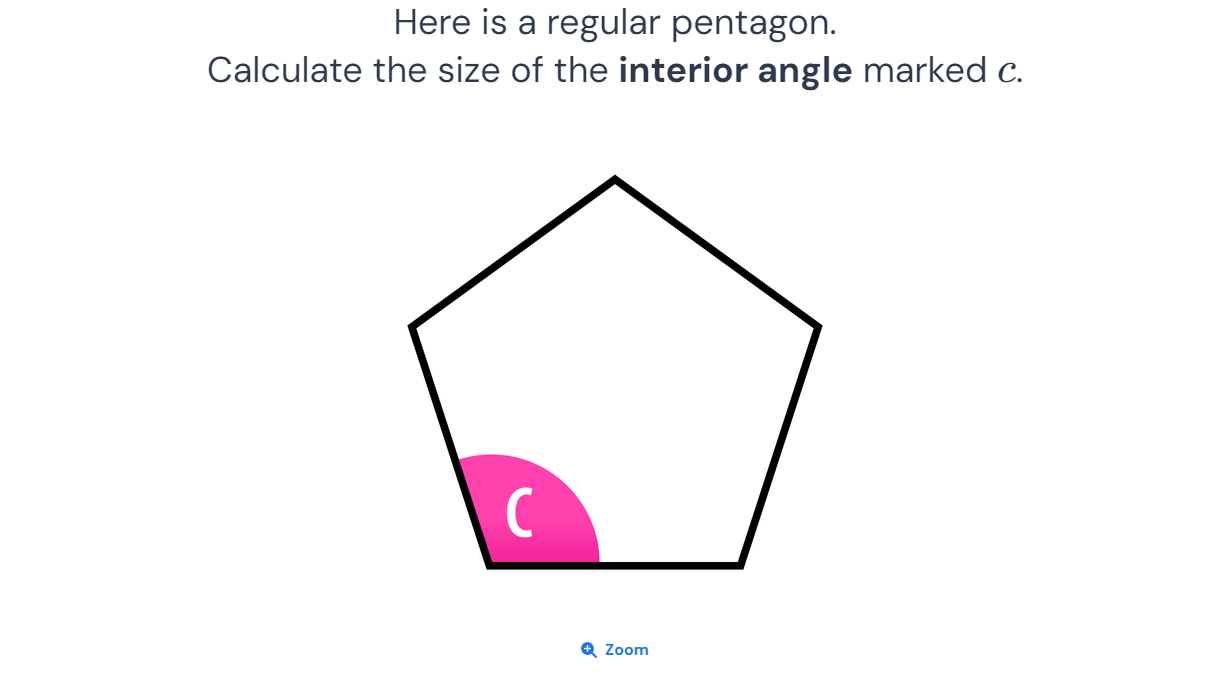 Here is a regular pentagon.
Calculate the size of the interior angle marked c.
C
Zoom